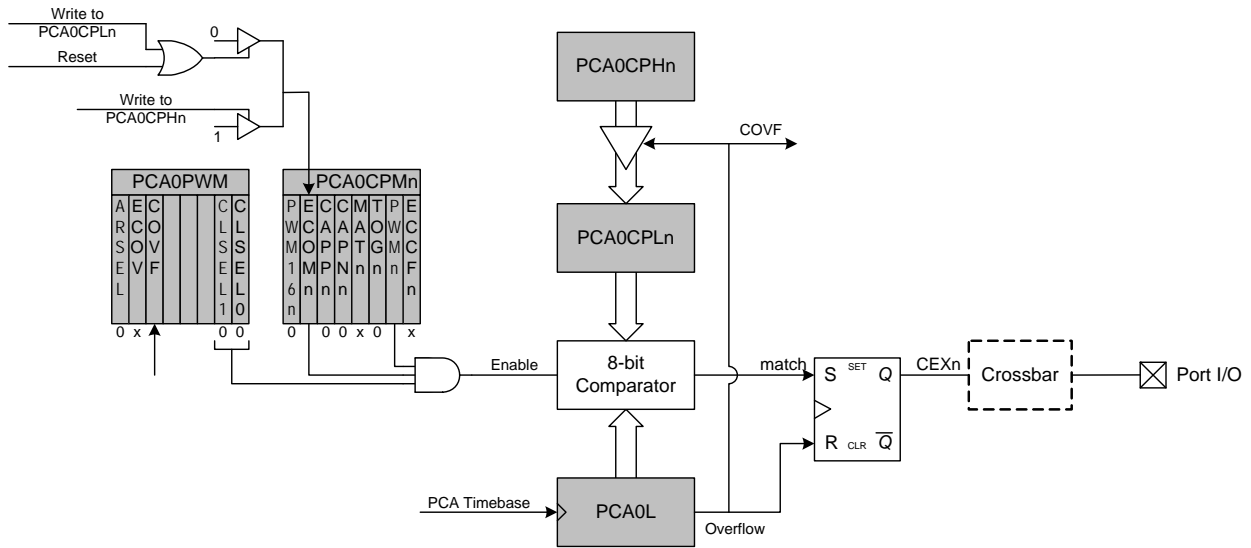 Write to
PCA0CPLn
Reset
0
Write to
PCA0CPHn
1
PCA0CPHn
COVF
PCA0PWM
ARSEL
ECOV
COVF
CLSEL1
CLSEL0
0 x 0 0
PCA0CPMn
PWM16n
ECOMn
CAPPn
CAPNn
MATn
TOGn
PWMn
ECCFn
0 0 0 x 0 x
PCA0CPLn
Enable
8-bit
Comparator
match
S SET Q
R CLR Q
CEXn
Crossbar
Port I/O
PCA Timebase
PCA0L
Overflow